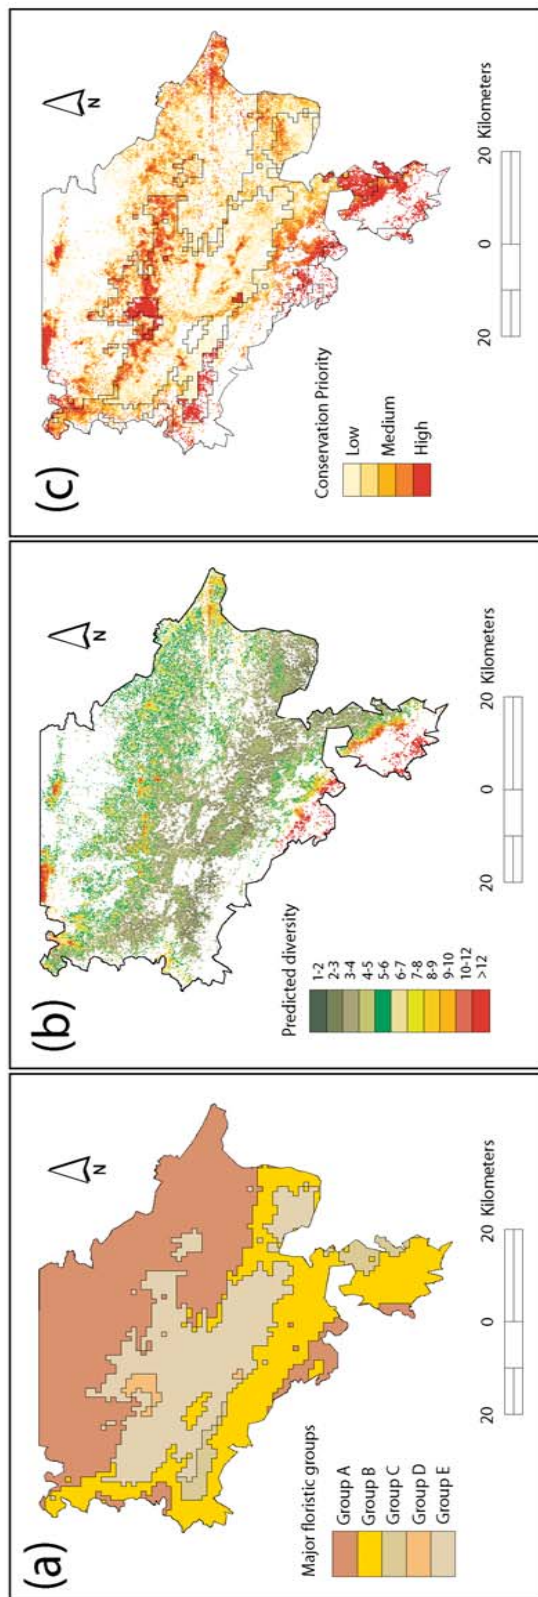 (a)
N
Major floristic groups
Group A
Group B
Group C
Group D
Group E
20 0 20 Kilometers
(b)
N
Predicted diversity
1-2
2-3
3-4
4-5
5-6
6-7
7-8
8-9
9-10
10-12
>12
20 0 20 Kilometers
(c)
N
Conservation Priority
Low
Medium
High
20 0 20 Kilometers